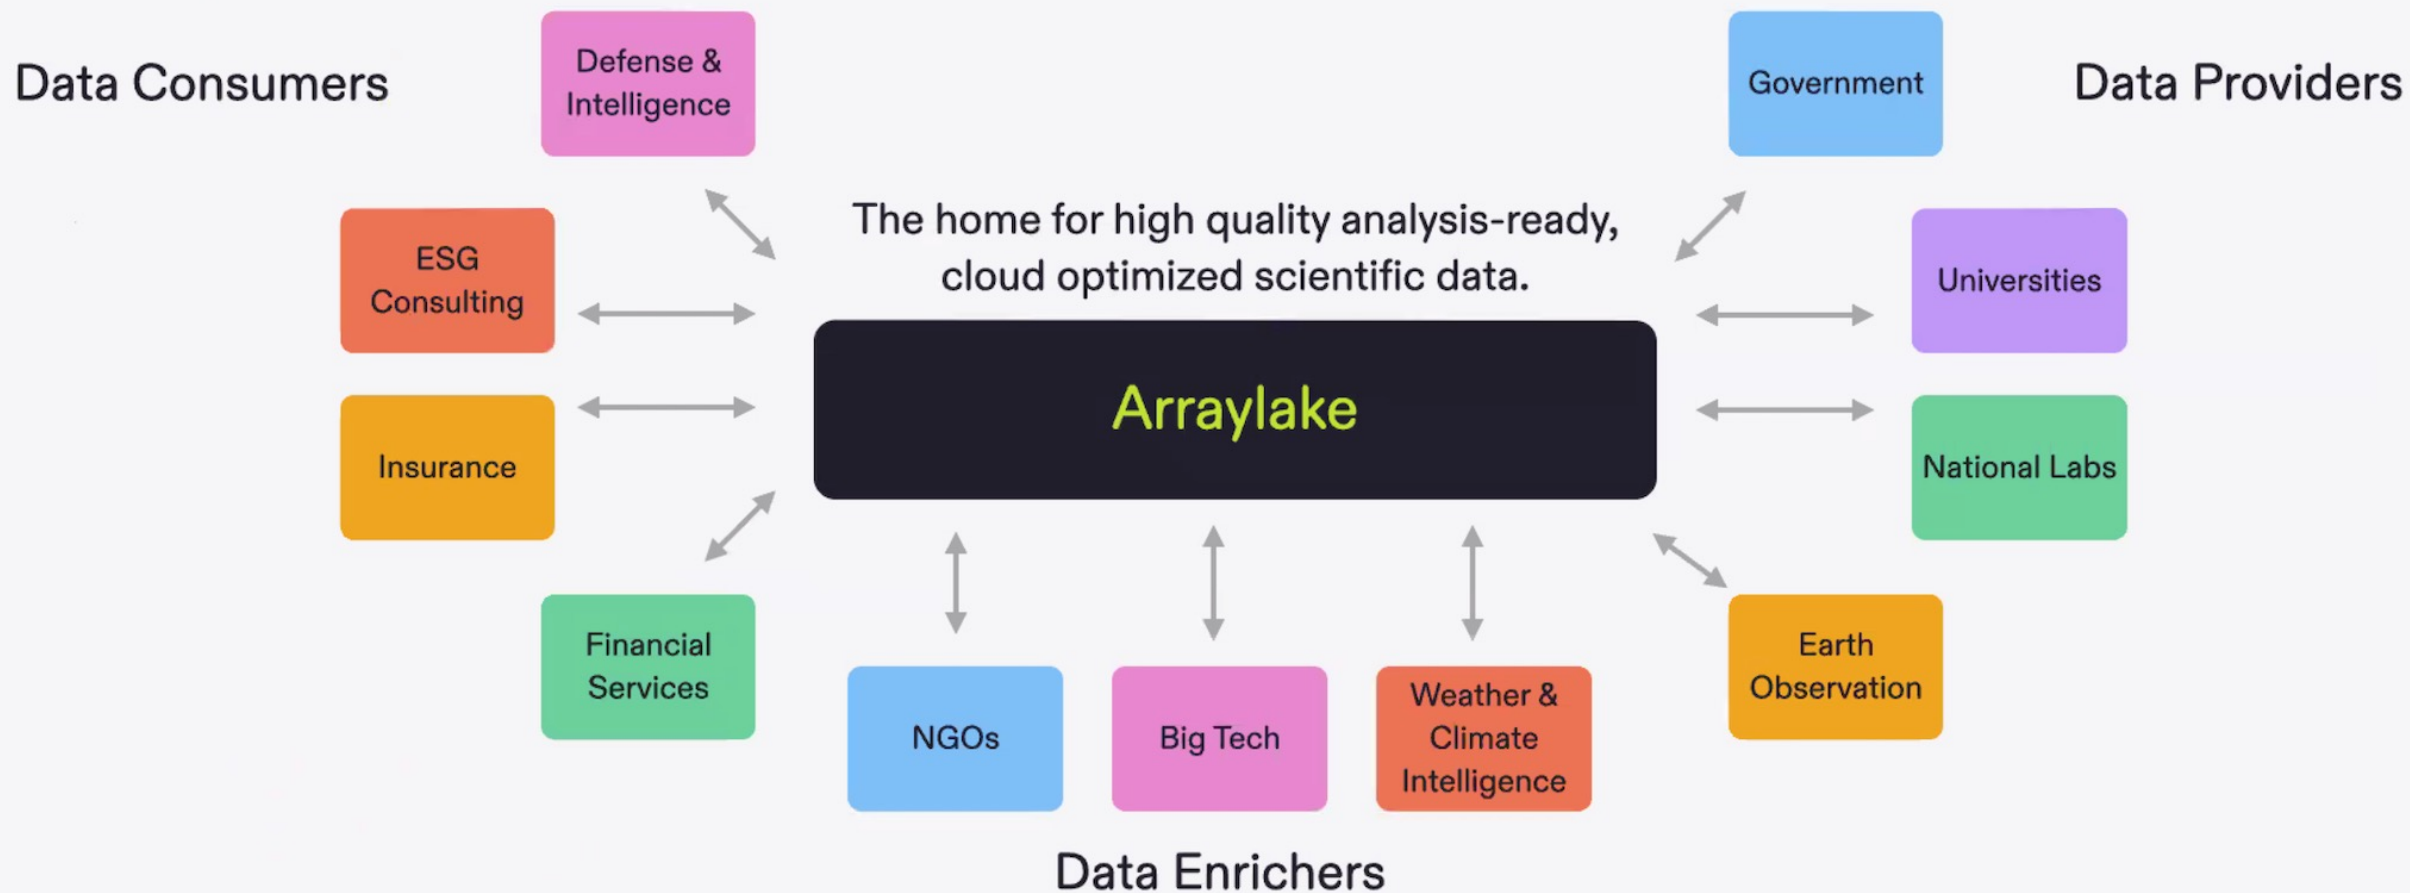 Data Consumers
Defense &
Intelligence
Government
Data Providers
ESG
Consulting
The home for high quality analysis-ready,
cloud optimized scientific data.
Universities
Insurance
Arraylake
National Labs
Financial
Services
NGOs
Big Tech
Weather &
Climate
Intelligence
Earth
Observation
Data Enrichers